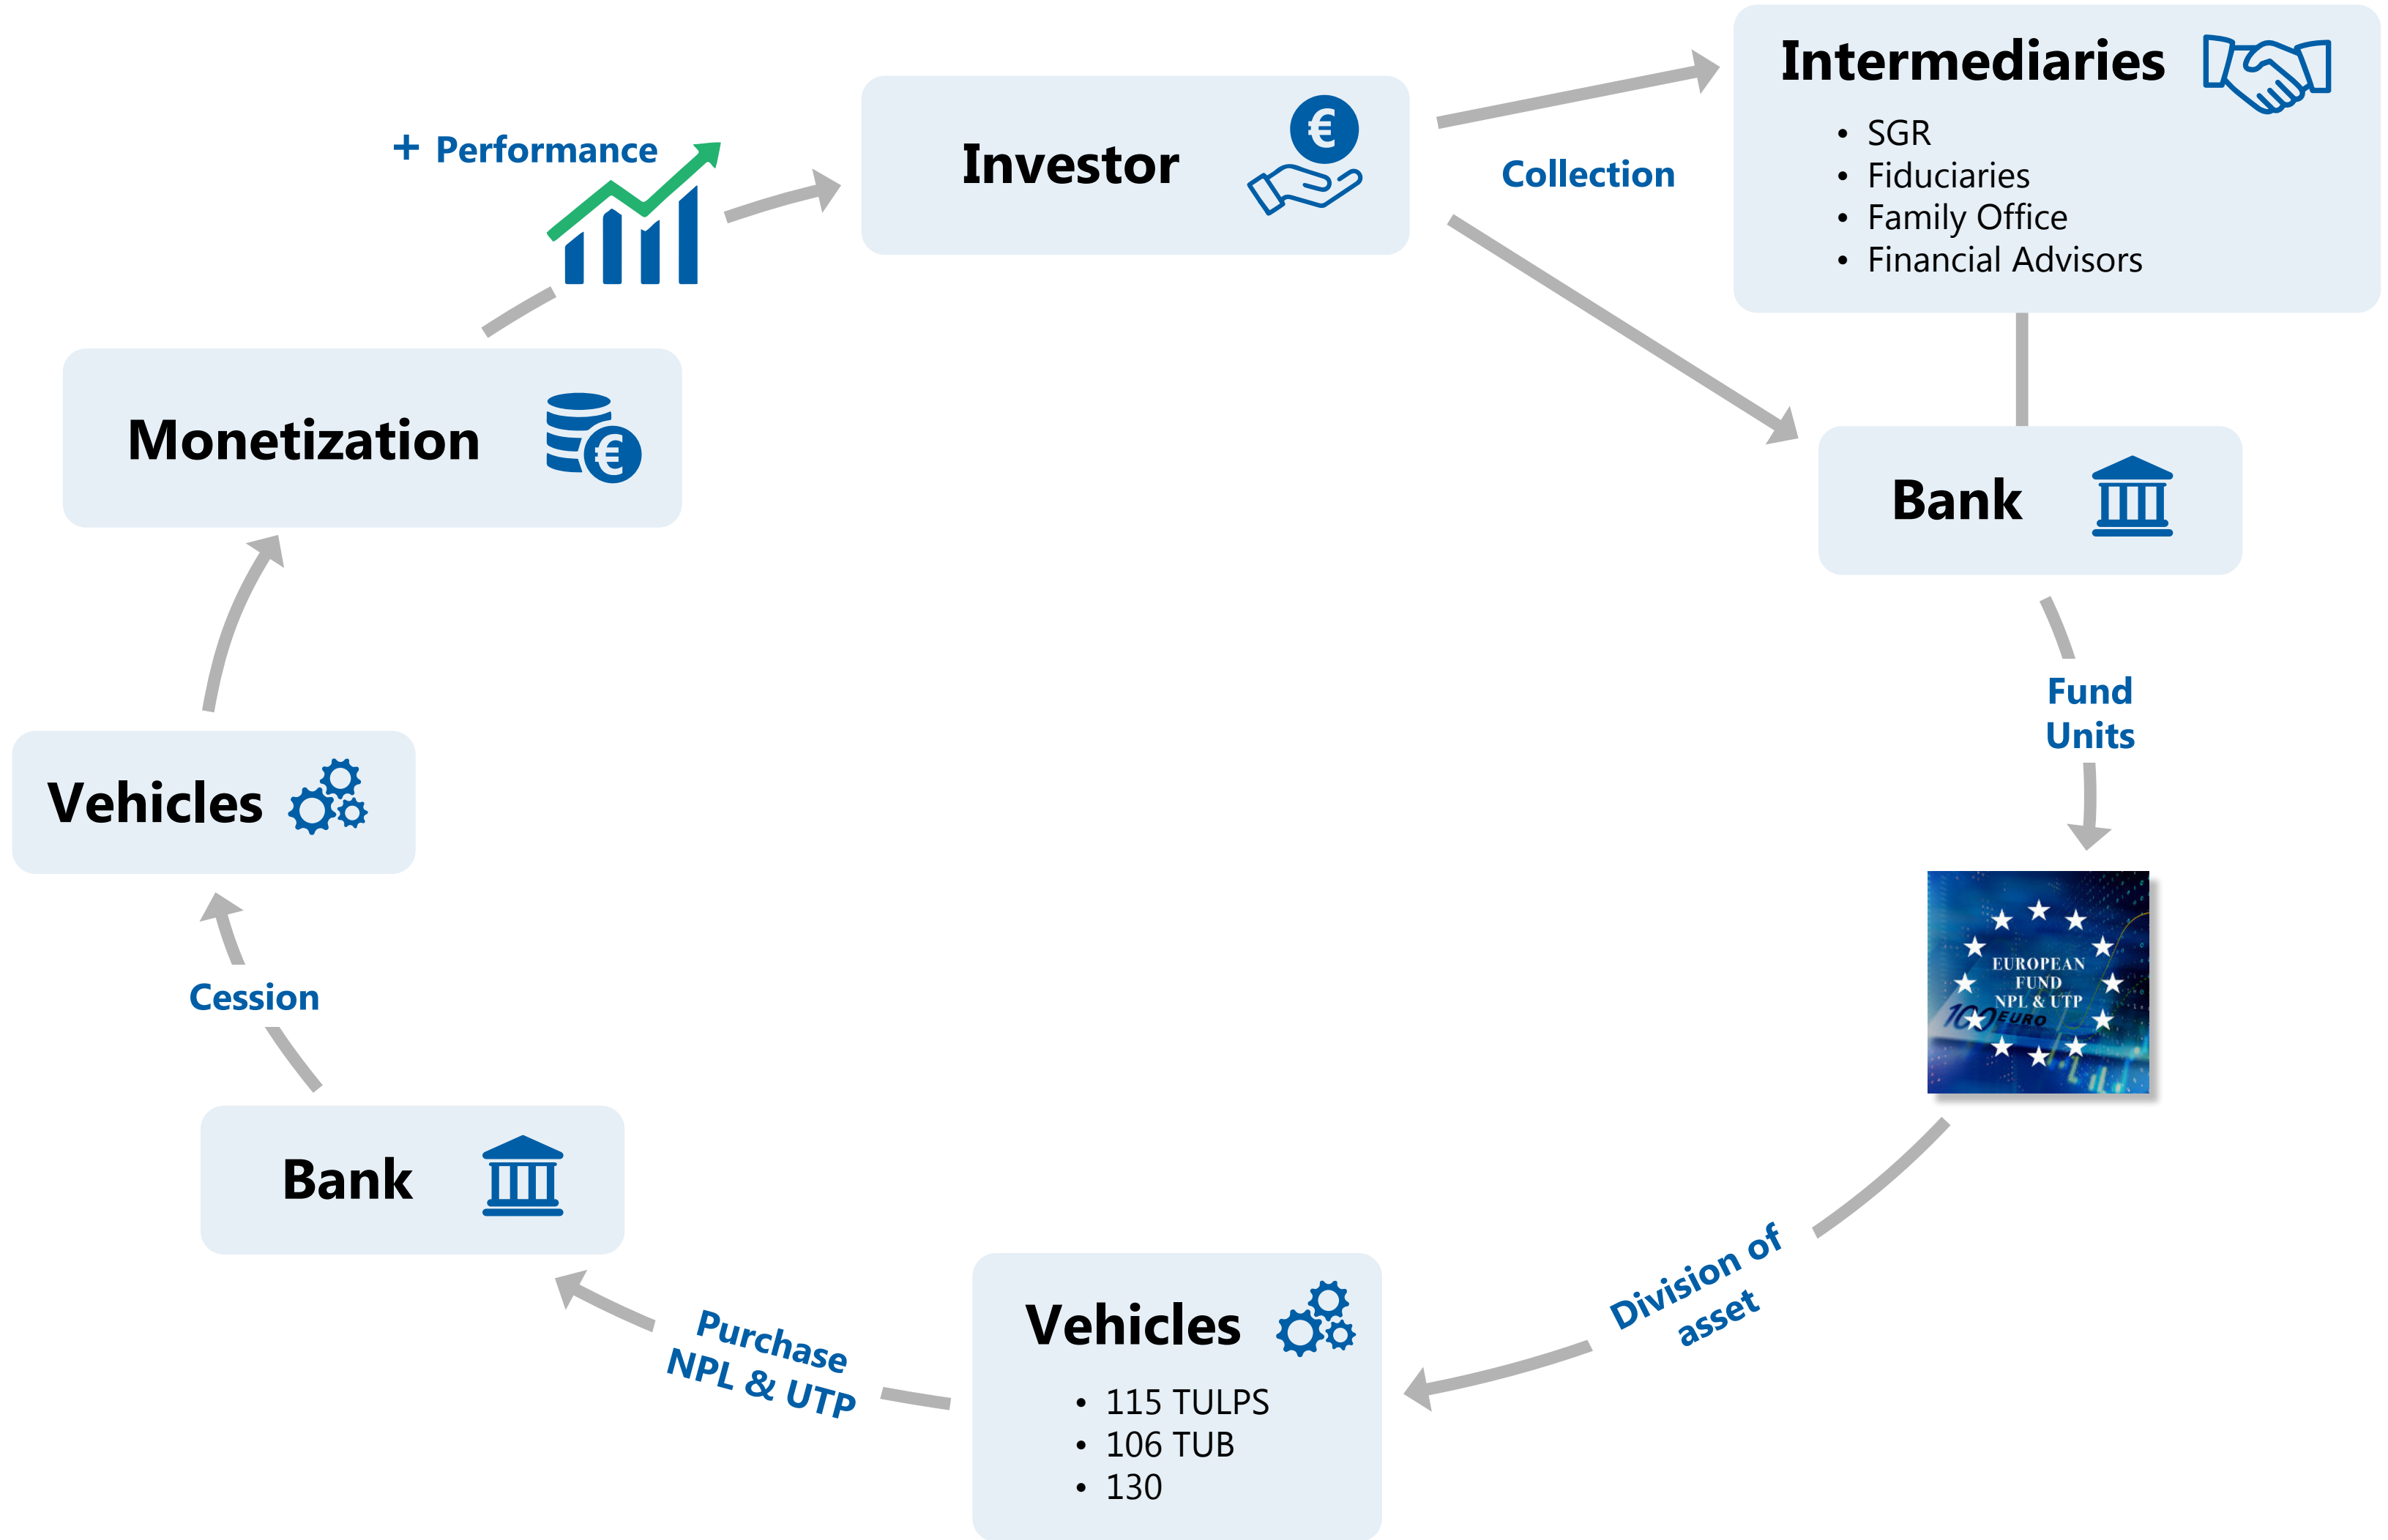 Intermediaries
• SGR
• Fiduciaries
• Family Office
• Financial Advisors
+ Performance
Investor
€
Collection
Monetization
€
Bank
Fund
Units
Vehicles
EUROPEAN
FUND
NPL & UTP
100 EURO
Cession
Bank
Division of
asset
Vehicles
• 115 TULPS
• 106 TUB
• 130
Purchase
NPL & UTP